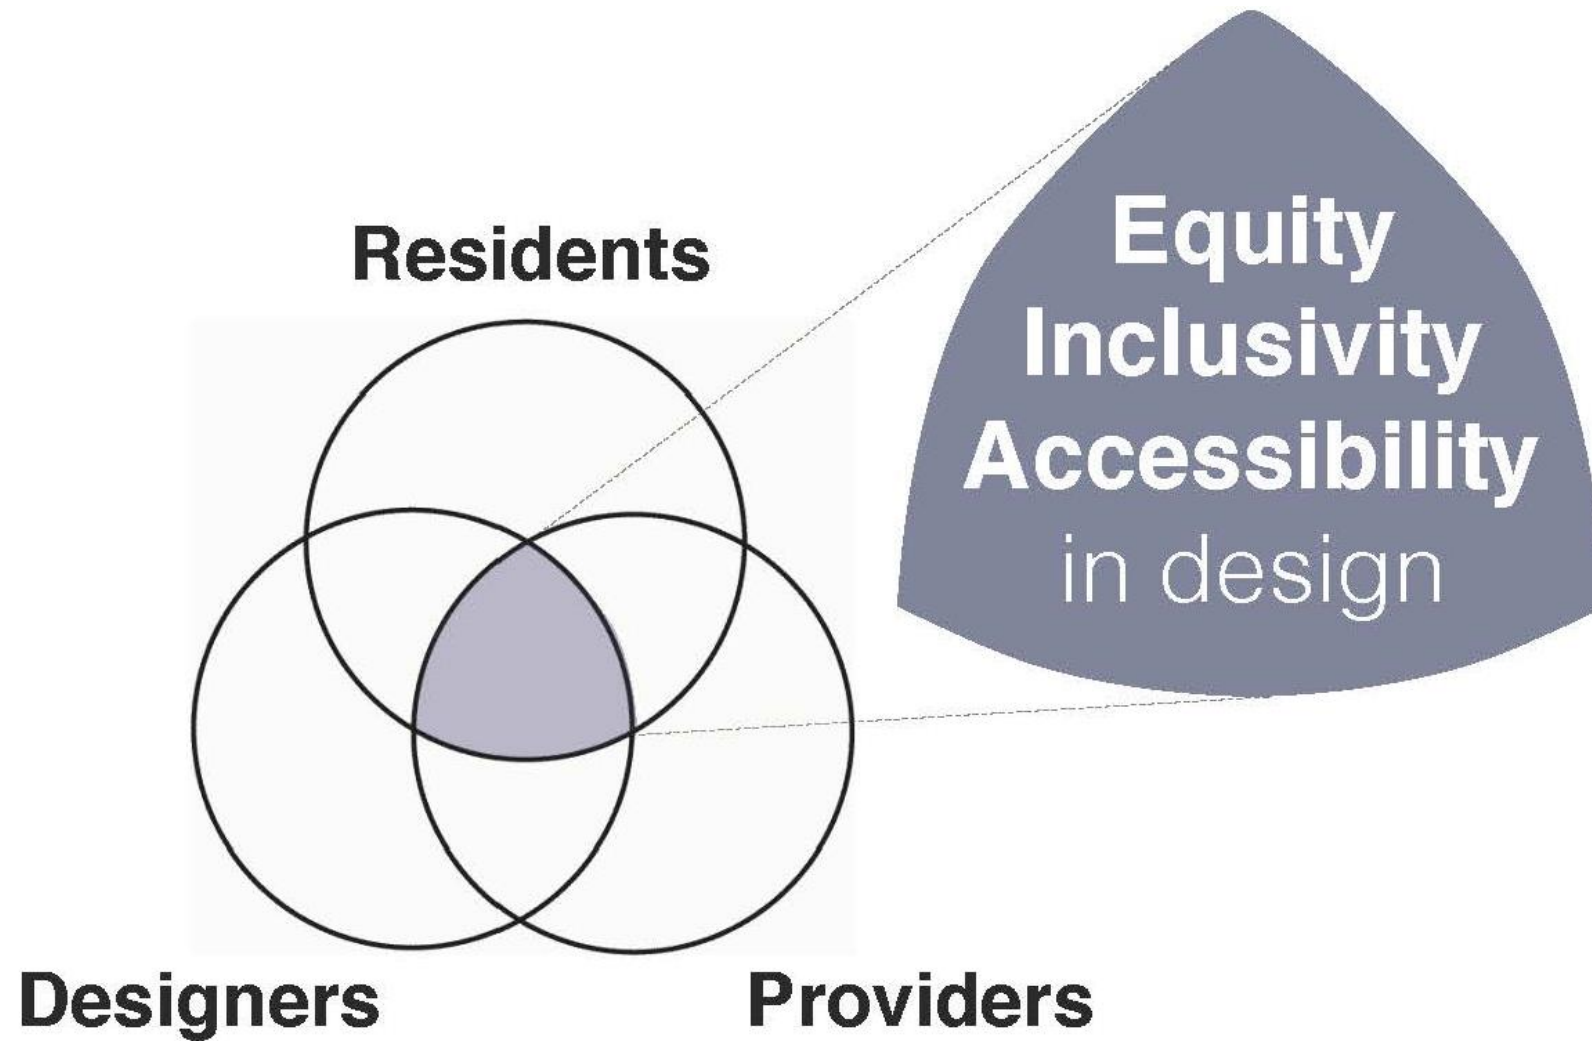 Residents
Designers
Providers
Equity
Inclusivity
Accessibility
in design